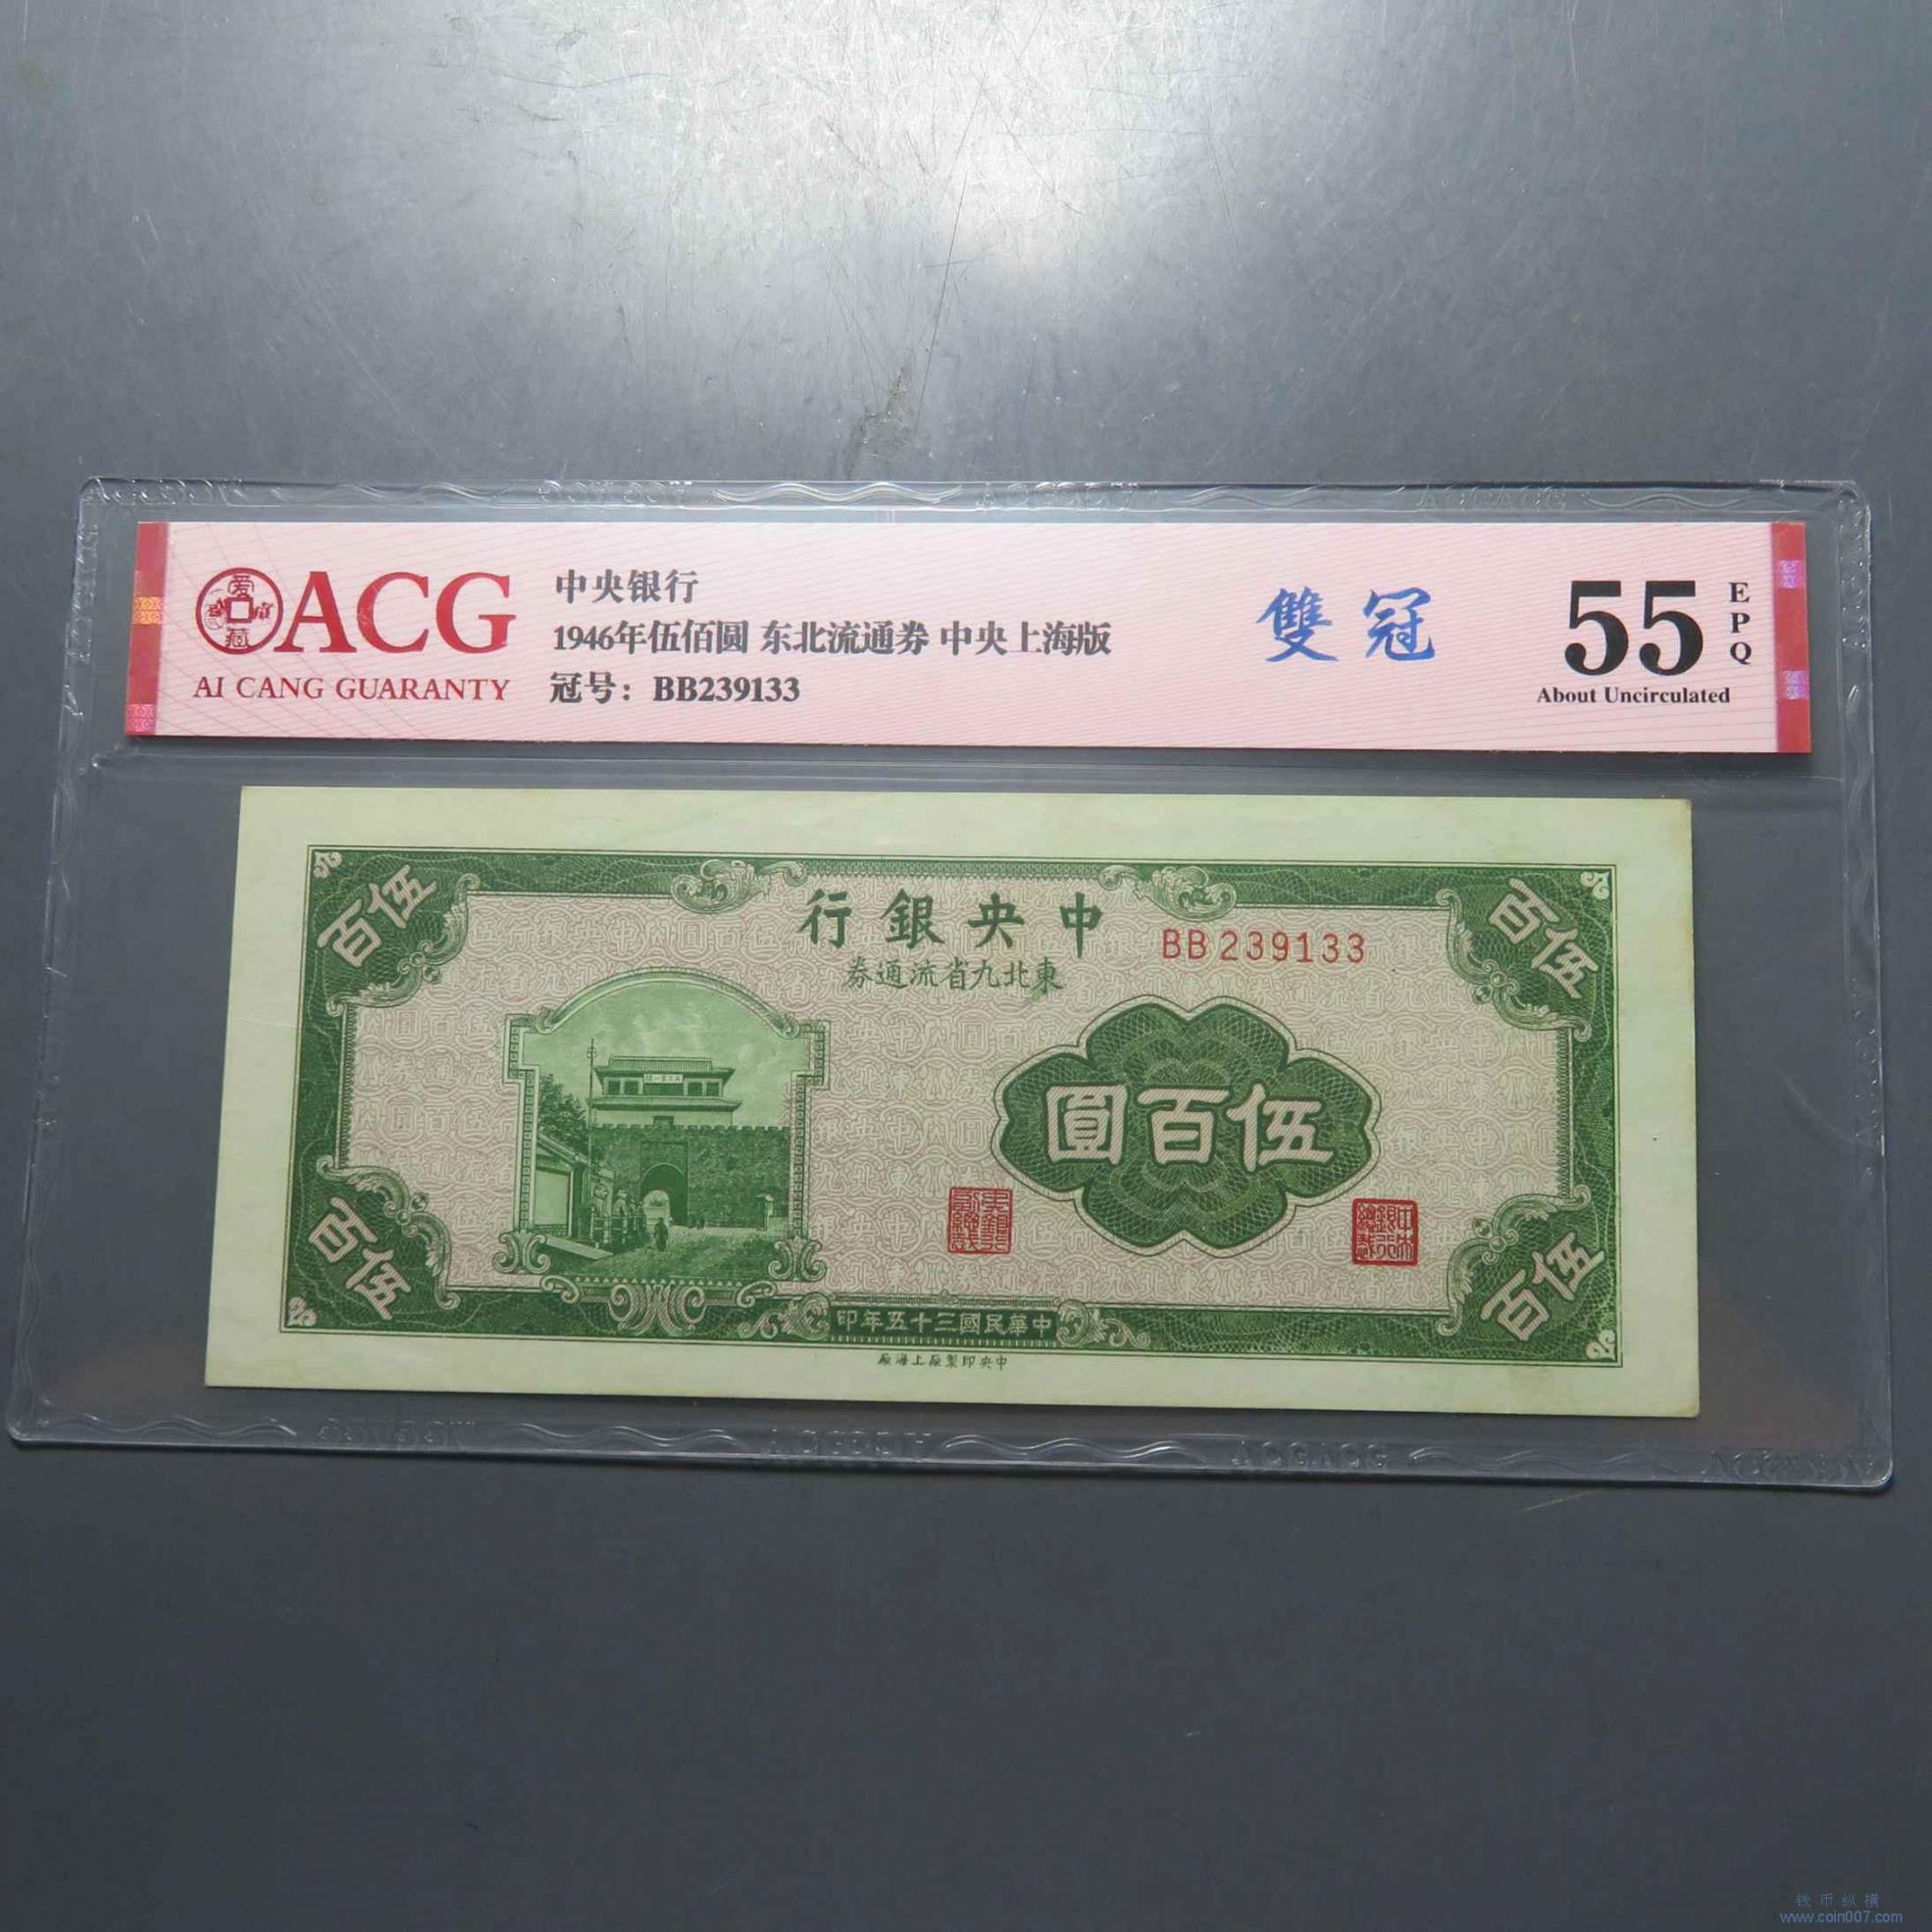 ACG
AI CANG GUARANTY
中央银行
1946年伍佰圆 东北流通券 中央上海版
冠号：BB239133
雙冠
55
EPQ
About Uncirculated
伍百
伍百
中央銀行
BB239133
東北九省流通券
伍百圓
伍百
伍百
中華民國三十五年印
中央印製廠上海廠
钱币纵横
www.coin007.com